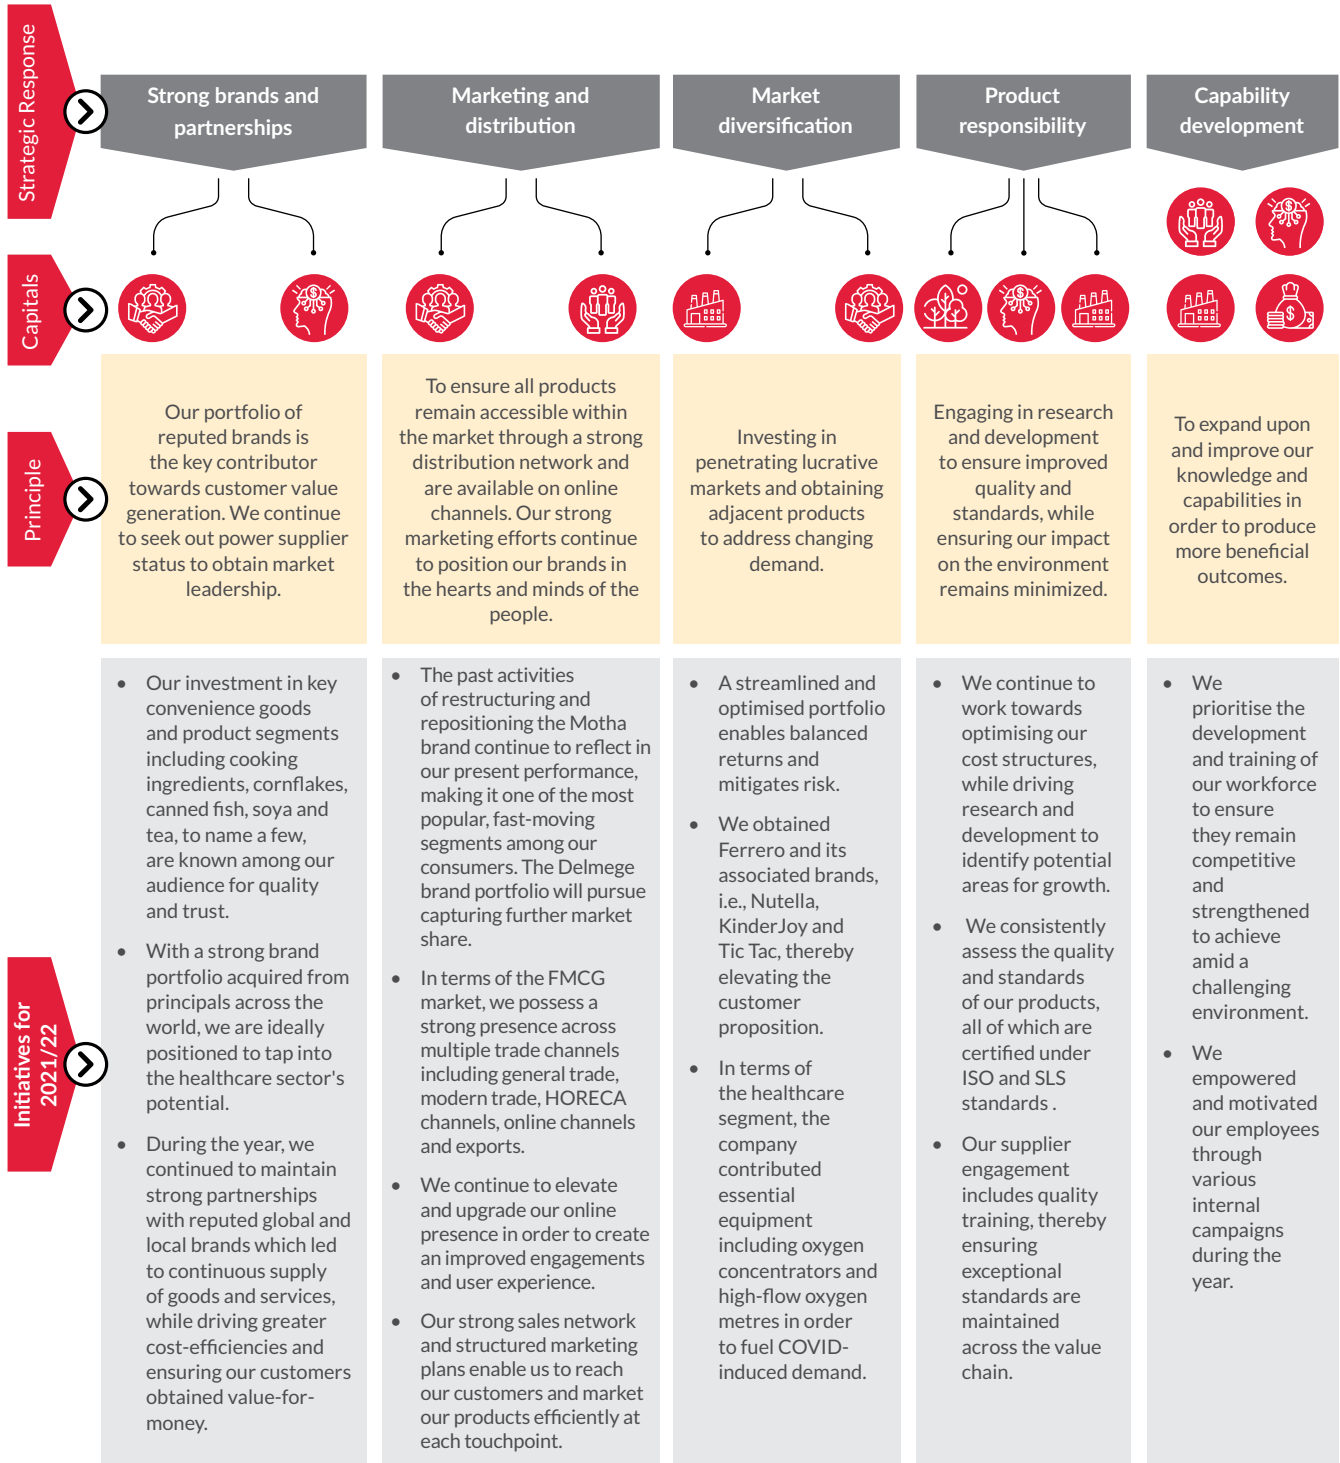 Strategic Response
Strong brands and
partnerships
Marketing and
distribution
Market
diversification
Product
responsibility
Capability
development
Capitals
Principle
Our portfolio of
reputed brands is
the key contributor
towards customer value
generation. We continue
to seek out power supplier
status to obtain market
leadership.
To ensure all products
remain accessible within
the market through a strong
distribution network and
are available on online
channels. Our strong
marketing efforts continue
to position our brands in
the hearts and minds of the
people.
Investing in
penetrating lucrative
markets and obtaining
adjacent products
to address changing
demand.
Engaging in research
and development
to ensure improved
quality and
standards, while
ensuring our impact
on the environment
remains minimized.
To expand upon
and improve our
knowledge and
capabilities in
order to produce
more beneficial
outcomes.
Initiatives for
2021/22
• Our investment in key
convenience goods
and product segments
including cooking
ingredients, cornflakes,
canned fish, soya and
tea, to name a few,
are known among our
audience for quality
and trust.
• With a strong brand
portfolio acquired from
principals across the
world, we are ideally
positioned to tap into
the healthcare sector's
potential.
• During the year, we
continued to maintain
strong partnerships
with reputed global and
local brands which led
to continuous supply
of goods and services,
while driving greater
cost-efficiencies and
ensuring our customers
obtained value-for-
money.
• The past activities
of restructuring and
repositioning the Motha
brand continue to reflect in
our present performance,
making it one of the most
popular, fast-moving
segments among our
consumers. The Delmege
brand portfolio will pursue
capturing further market
share.
• In terms of the FMCG
market, we possess a
strong presence across
multiple trade channels
including general trade,
modern trade, HORECA
channels, online channels
and exports.
• We continue to elevate
and upgrade our online
presence in order to create
an improved engagements
and user experience.
• Our strong sales network
and structured marketing
plans enable us to reach
our customers and market
our products efficiently at
each touchpoint.
• A streamlined and
optimised portfolio
enables balanced
returns and
mitigates risk.
• We obtained
Ferrero and its
associated brands,
i.e., Nutella,
KinderJoy and
Tic Tac, thereby
elevating the
customer
proposition.
• In terms of
the healthcare
segment, the
company
contributed
essential
equipment
including oxygen
concentrators and
high-flow oxygen
metres in order
to fuel COVID-
induced demand.
• We continue to
work towards
optimising our
cost structures,
while driving
research and
development to
identify potential
areas for growth.
• We consistently
assess the quality
and standards
of our products,
all of which are
certified under
ISO and SLS
standards .
• Our supplier
engagement
includes quality
training, thereby
ensuring
exceptional
standards are
maintained
across the value
chain.
• We
prioritise the
development
and training of
our workforce
to ensure
they remain
competitive
and
strengthened
to achieve
amid a
challenging
environment.
• We
empowered
and motivated
our employees
through
various
internal
campaigns
during the
year.